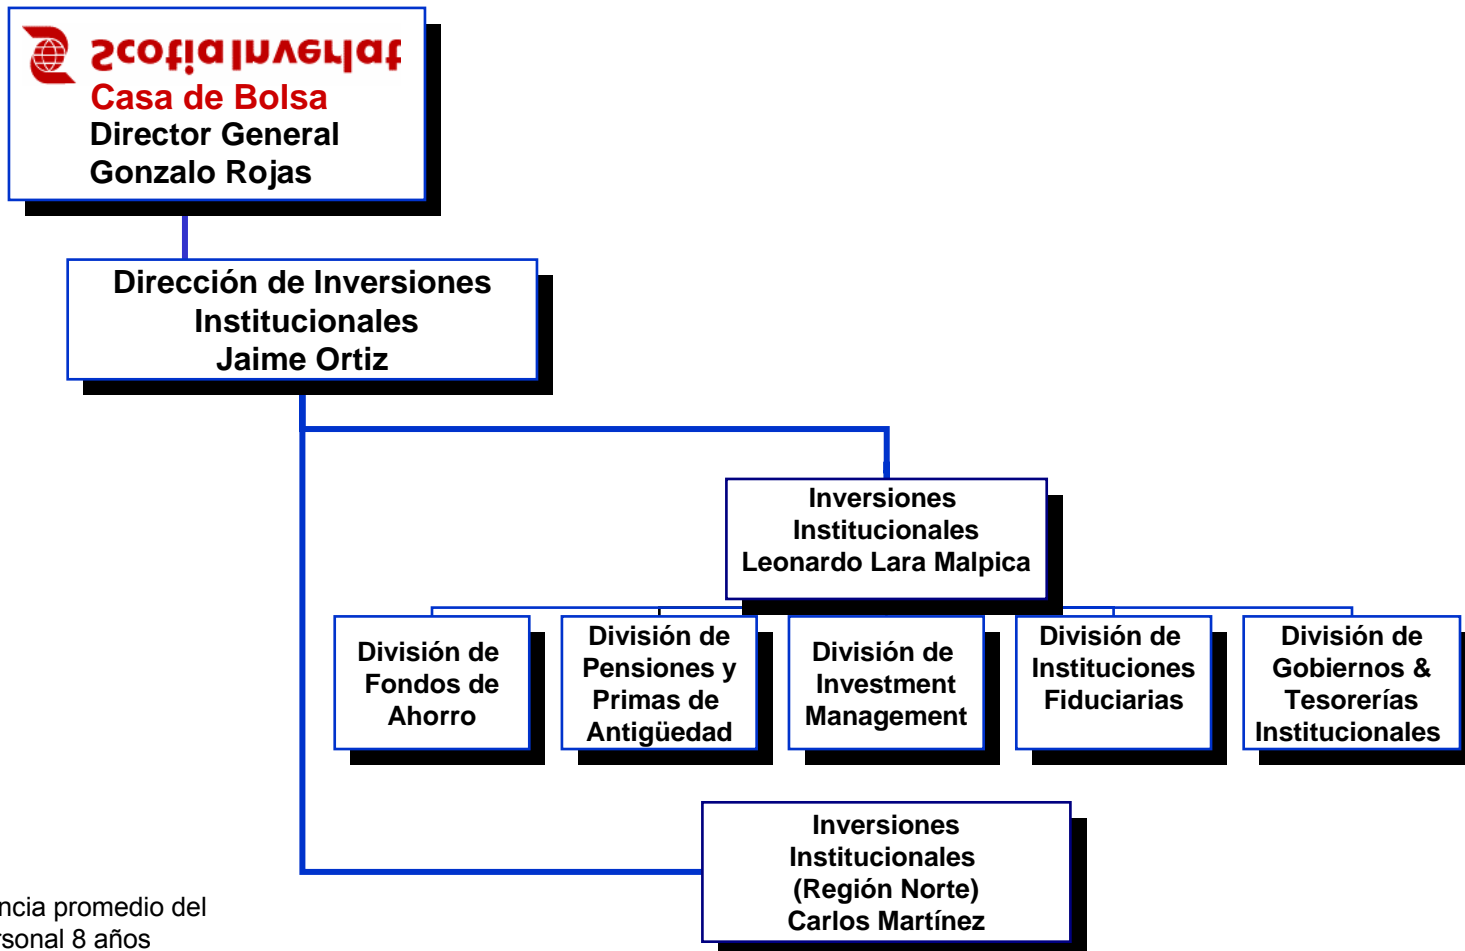 Scotia Inverlat
Casa de Bolsa
Director General
Gonzalo Rojas
Dirección de Inversiones
Institucionales
Jaime Ortiz
Inversiones
Institucionales
Leonardo Lara Malpica
División de
Fondos de
Ahorro
División de
Pensiones y
Primas de
Antigüedad
División de
Investment
Management
División de
Instituciones
Fiduciarias
División de
Gobiernos &
Tesorerías
Institucionales
Inversiones
Institucionales
(Región Norte)
Carlos Martínez
ncia promedio del
rsonal 8 años